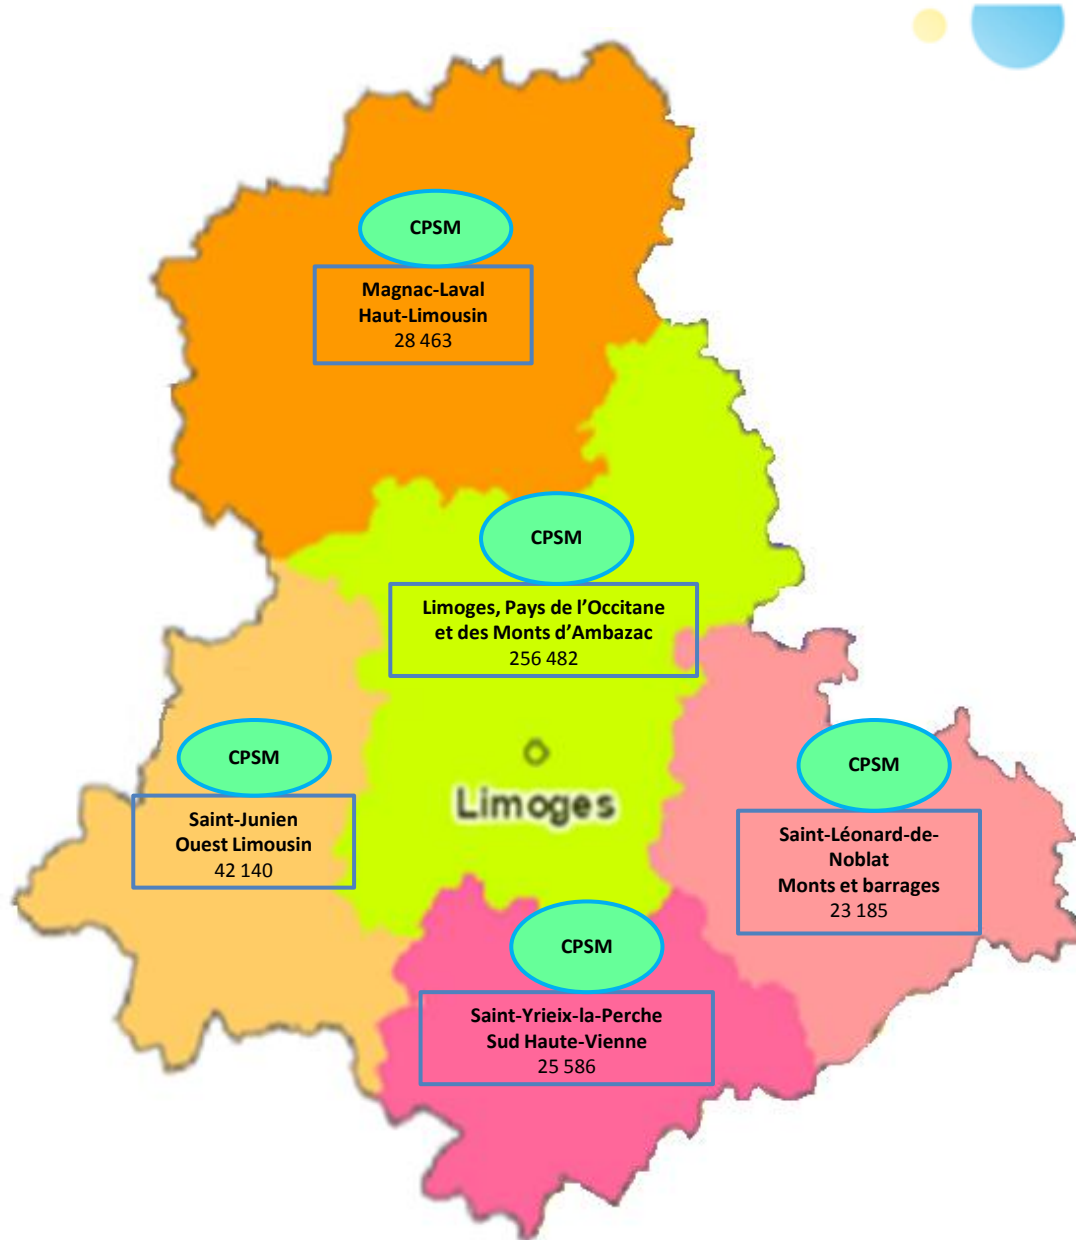 CPSM
Magnac-Laval
Haut-Limousin
28 463
CPSM
Limoges, Pays de l’Occitane
et des Monts d’Ambazac
256 482
Limoges
CPSM
Saint-Junien
Ouest Limousin
42 140
CPSM
Saint-Léonard-de-
Noblat
Monts et barrages
23 185
CPSM
Saint-Yrieix-la-Perche
Sud Haute-Vienne
25 586